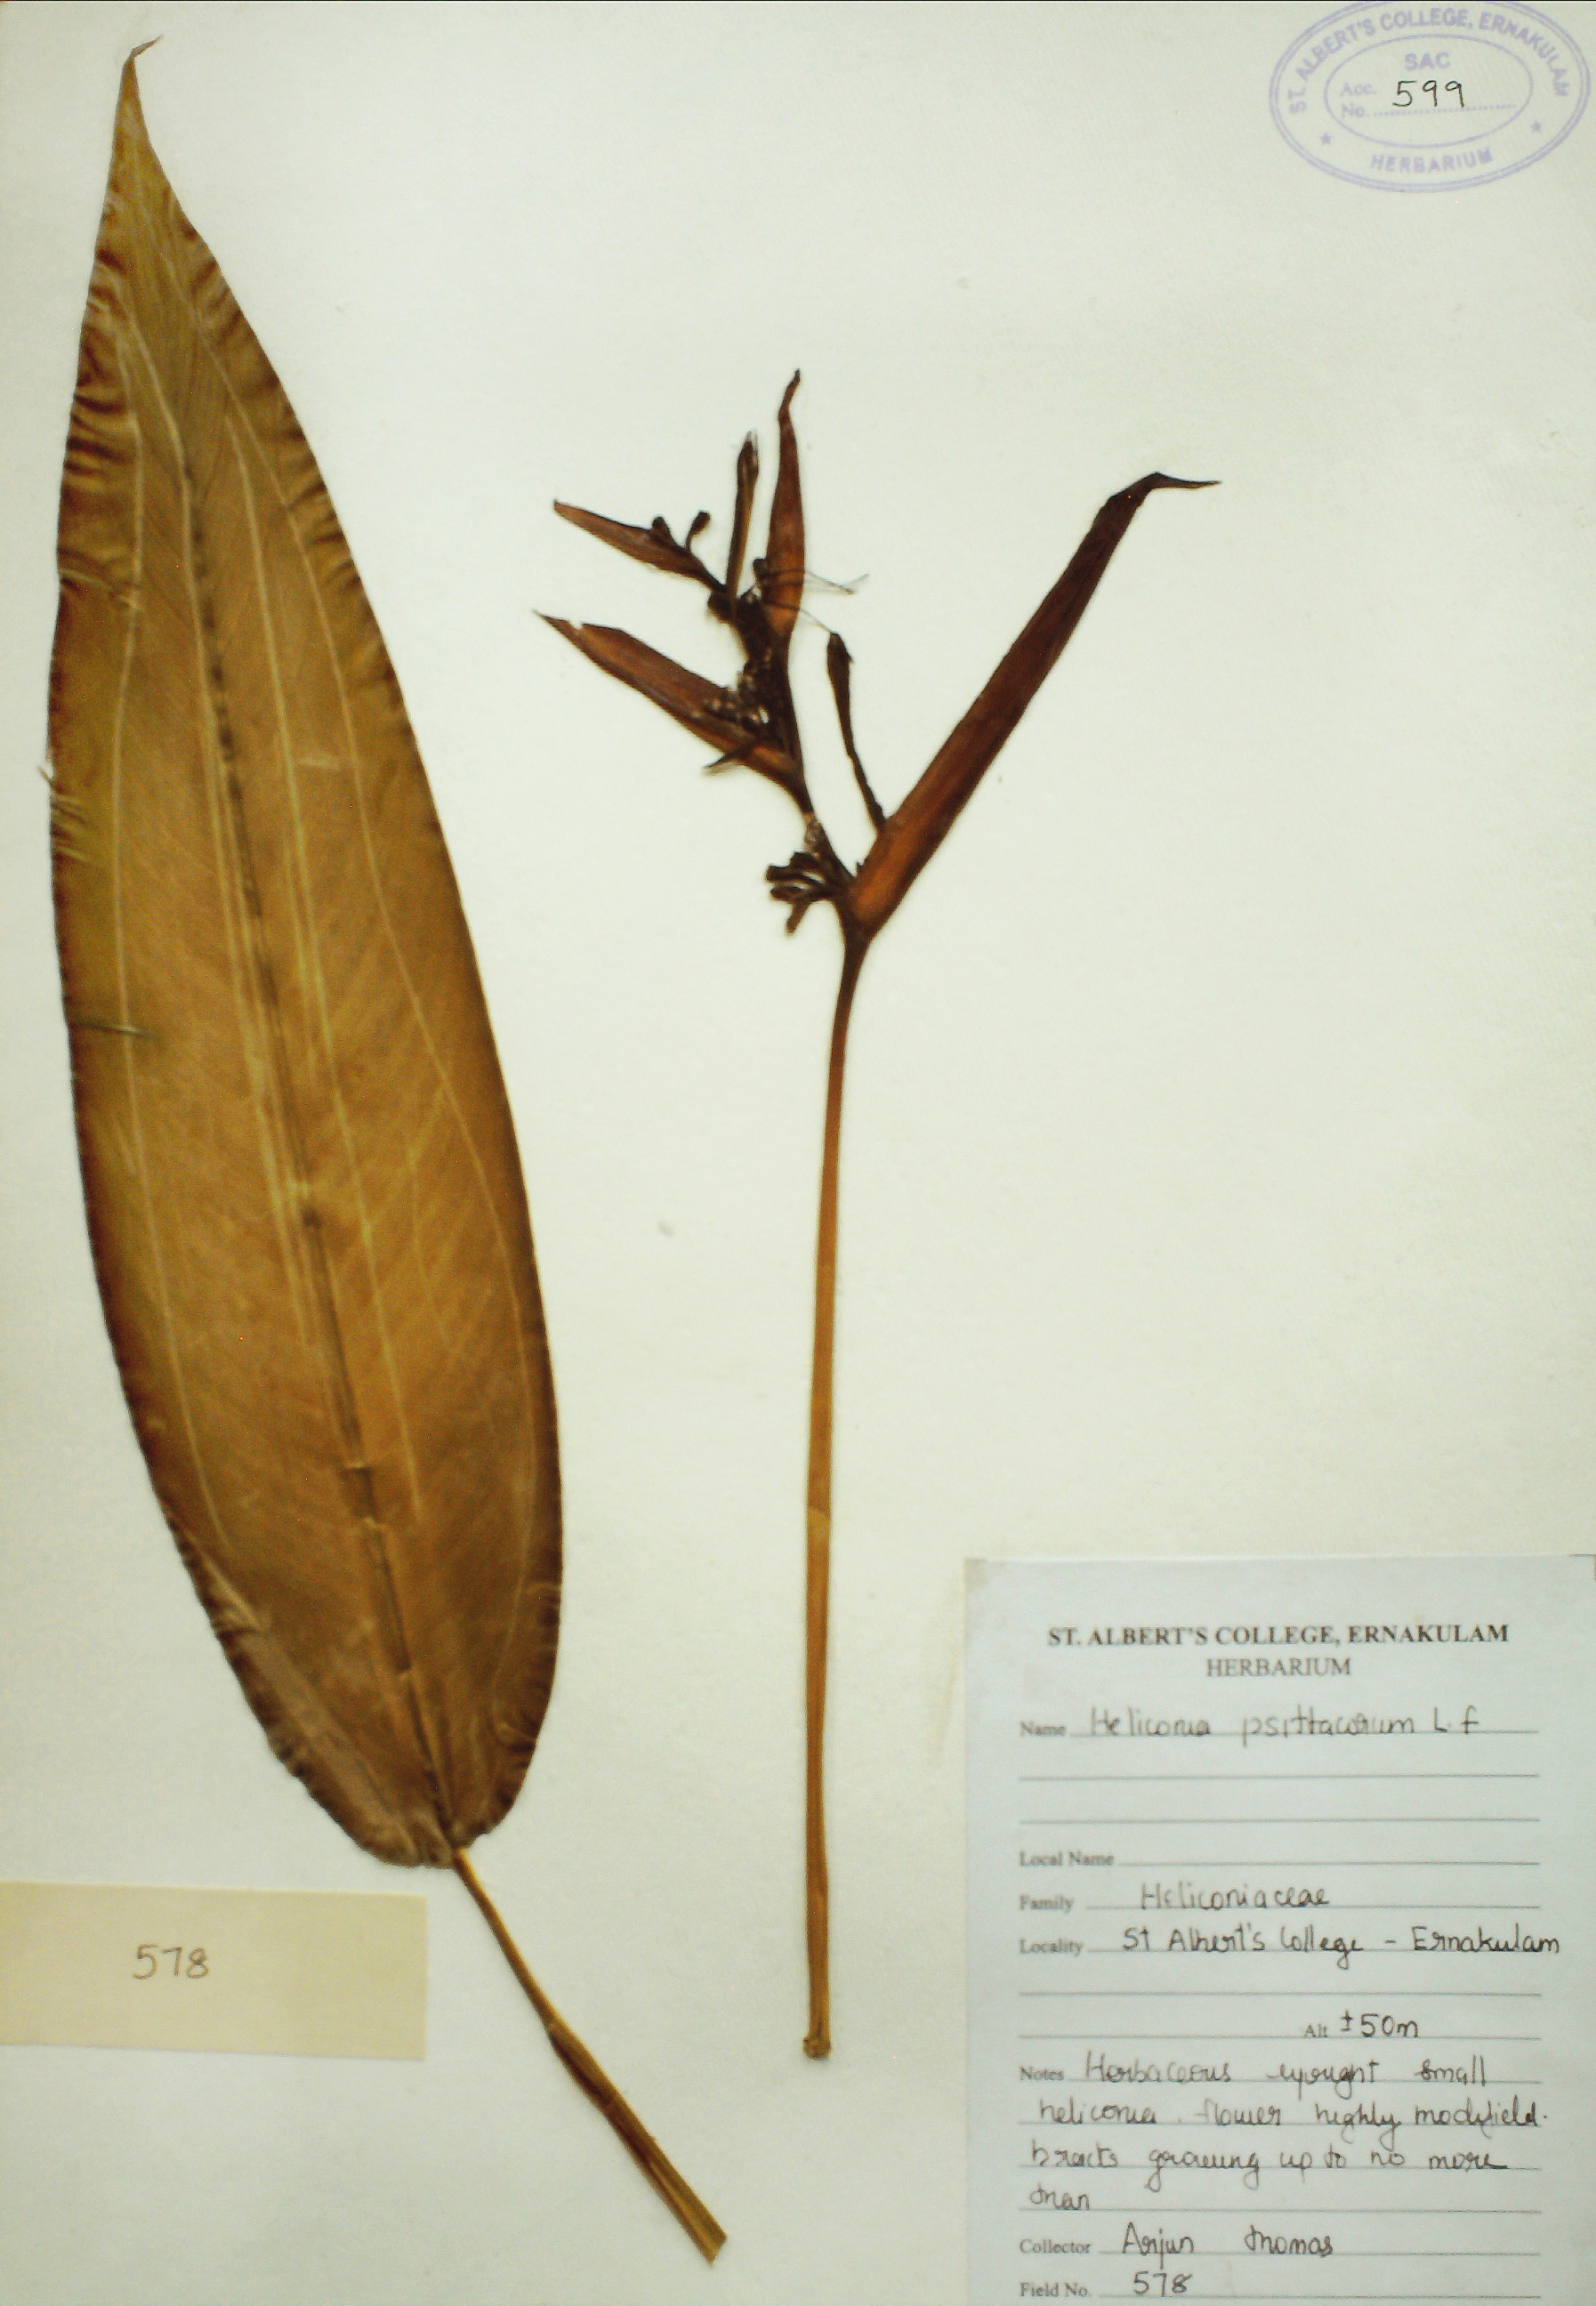 ST. ALBERT'S COLLEGE, ERNAKULAM
SAC
Acc. No. 599
HERBARIUM
578
ST. ALBERT'S COLLEGE, ERNAKULAM
HERBARIUM
Name Heliconia psittacorum L.f
Local Name
Family Heliconiaceae
Locality St Albert's College - Ernakulam
Alt ±50m
Notes Herbaceous upright small
heliconia. flower highly modified.
bracts growing up to no more
than
Collector Arjun Thomas
Field No. 578